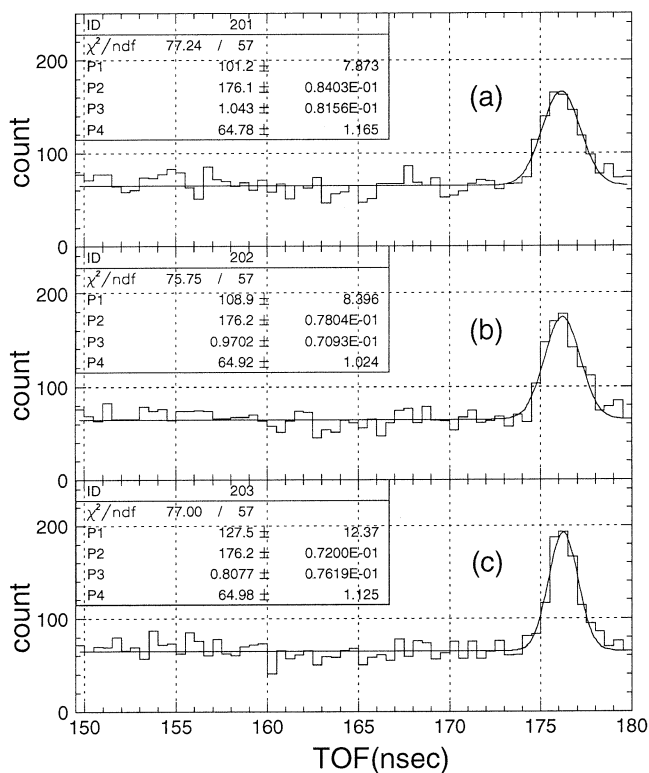 ID 201
χ²/ndf 77.24 / 57
P1 101.2 ± 7.873
P2 176.1 ± 0.8403E-01
P3 1.043 ± 0.8156E-01
P4 64.78 ± 1.165
(a)
200
100
0
count
ID 202
χ²/ndf 75.75 / 57
P1 108.9 ± 8.396
P2 176.2 ± 0.7804E-01
P3 0.9702 ± 0.7093E-01
P4 64.92 ± 1.024
(b)
200
100
0
count
ID 203
χ²/ndf 77.00 / 57
P1 127.5 ± 12.37
P2 176.2 ± 0.7200E-01
P3 0.8077 ± 0.7619E-01
P4 64.98 ± 1.125
(c)
200
100
0
count
150 155 160 165 170 175 180
TOF(nsec)